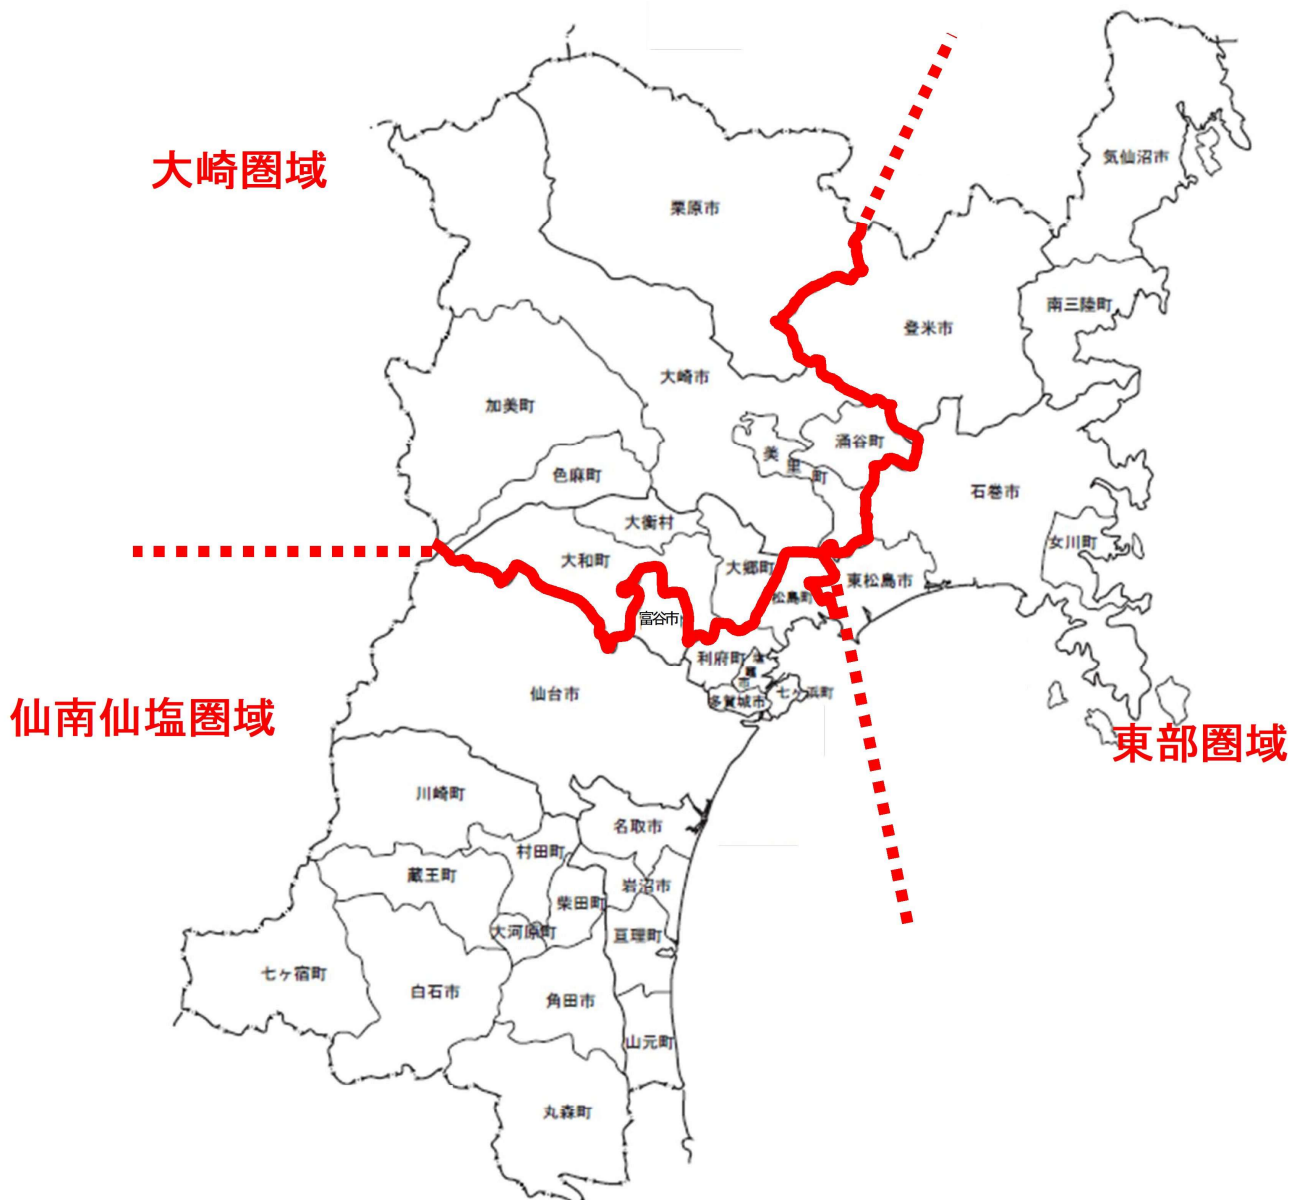 気仙沼市
大崎圏域
栗原市
南三陸町
登米市
大崎市
加美町
涌谷町
美里町
色麻町
石巻市
大衡村
女川町
大和町
大郷町
東松島市
松島町
富谷市
利府町
塩竈市
仙台市
七ヶ浜町
多賀城市
仙南仙塩圏域
東部圏域
川崎町
名取市
村田町
蔵王町
岩沼市
柴田町
大河原町
亘理町
七ヶ宿町
白石市
角田市
山元町
丸森町